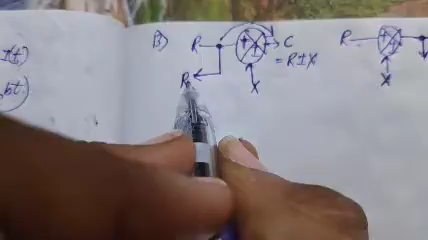 I(t)
bt)
B) R + ± C R + ±
= R ± X
R
X X